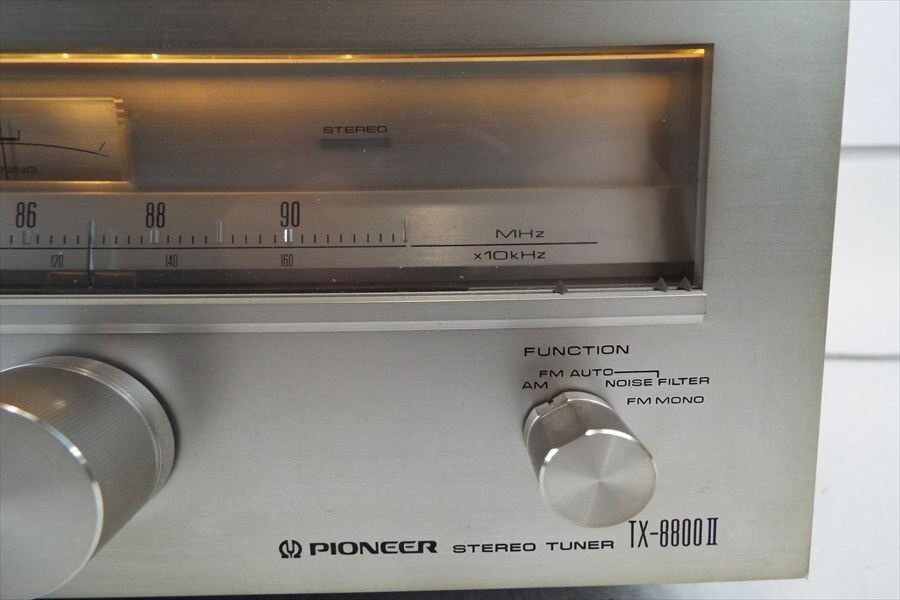 STEREO
86 88 90
MHz
120 140 160
x10kHz
FUNCTION
FM AUTO
AM NOISE FILTER
FM MONO
PIONEER STEREO TUNER TX-8800II